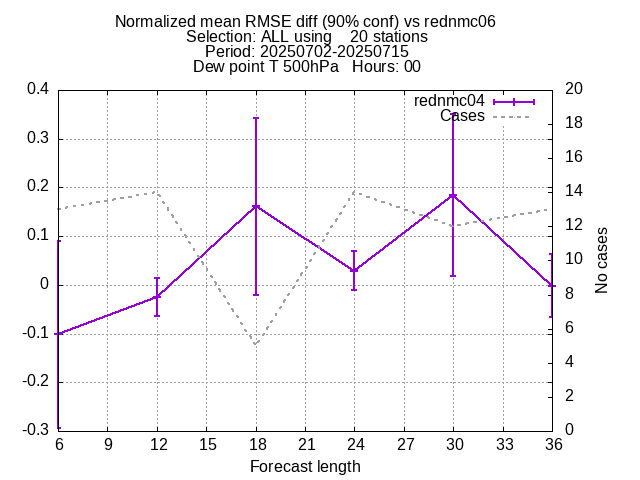 Normalized mean RMSE diff (90% conf) vs rednmc06
Selection: ALL using    20 stations
Period: 20250702-20250715
Dew point T 500hPa   Hours: 00
rednmc04
Cases
0.4
0.3
0.2
0.1
0
-0.1
-0.2
-0.3
20
18
16
14
12
10
8
6
4
2
0
No cases
6 9 12 15 18 21 24 27 30 33 36
Forecast length